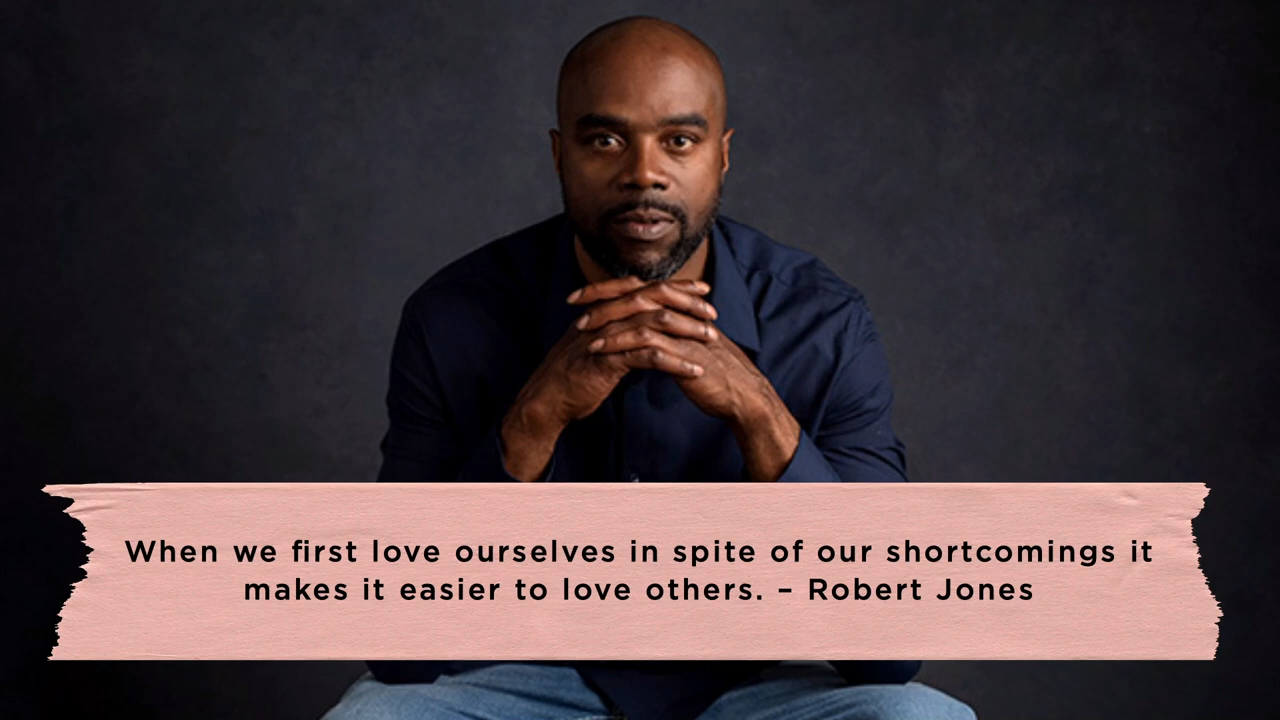 When we first love ourselves in spite of our shortcomings it
makes it easier to love others. – Robert Jones